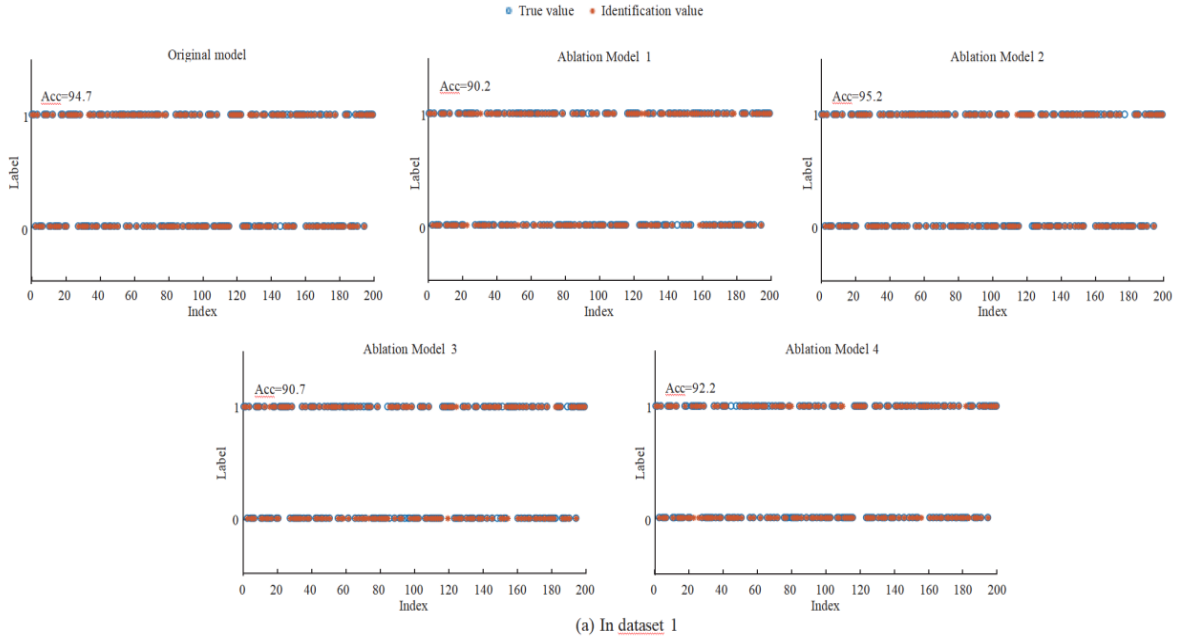 True value Identification value
Original model
Acc=94.7
1
Label
0
0 20 40 60 80 100 120 140 160 180 200
Index
Ablation Model 1
Acc=90.2
1
Label
0
0 20 40 60 80 100 120 140 160 180 200
Index
Ablation Model 2
Acc=95.2
1
Label
0
0 20 40 60 80 100 120 140 160 180 200
Index
Ablation Model 3
Acc=90.7
1
Label
0
0 20 40 60 80 100 120 140 160 180 200
Index
Ablation Model 4
Acc=92.2
1
Label
0
0 20 40 60 80 100 120 140 160 180 200
Index
(a) In dataset 1